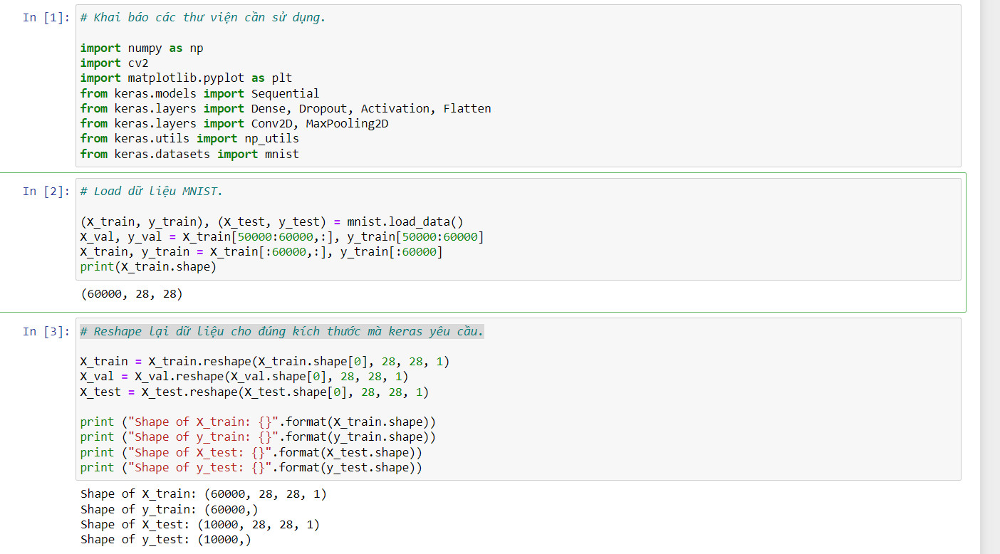 In [1]: # Khai báo các thư viện cần sử dụng.
import numpy as np
import cv2
import matplotlib.pyplot as plt
from keras.models import Sequential
from keras.layers import Dense, Dropout, Activation, Flatten
from keras.layers import Conv2D, MaxPooling2D
from keras.utils import np_utils
from keras.datasets import mnist
In [2]: # Load dữ liệu MNIST.
(X_train, y_train), (X_test, y_test) = mnist.load_data()
X_val, y_val = X_train[50000:60000,:], y_train[50000:60000]
X_train, y_train = X_train[:60000,:], y_train[:60000]
print(X_train.shape)
(60000, 28, 28)
In [3]: # Reshape lại dữ liệu cho đúng kích thước mà keras yêu cầu.
X_train = X_train.reshape(X_train.shape[0], 28, 28, 1)
X_val = X_val.reshape(X_val.shape[0], 28, 28, 1)
X_test = X_test.reshape(X_test.shape[0], 28, 28, 1)
print ("Shape of X_train: {}".format(X_train.shape))
print ("Shape of y_train: {}".format(y_train.shape))
print ("Shape of X_test: {}".format(X_test.shape))
print ("Shape of y_test: {}".format(y_test.shape))
Shape of X_train: (60000, 28, 28, 1)
Shape of y_train: (60000,)
Shape of X_test: (10000, 28, 28, 1)
Shape of y_test: (10000,)